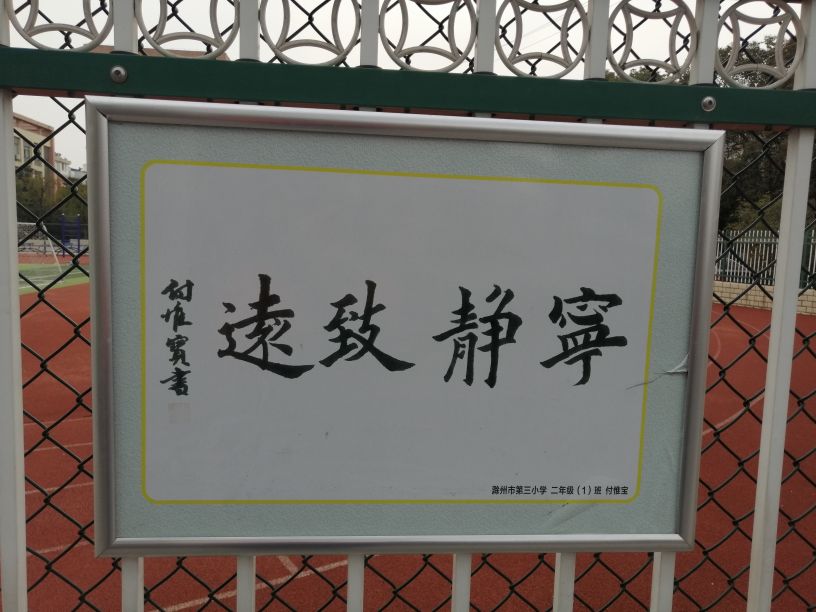 寧静致遠
付惟寶書
滁州市第三小学 二年级（1）班 付惟宝